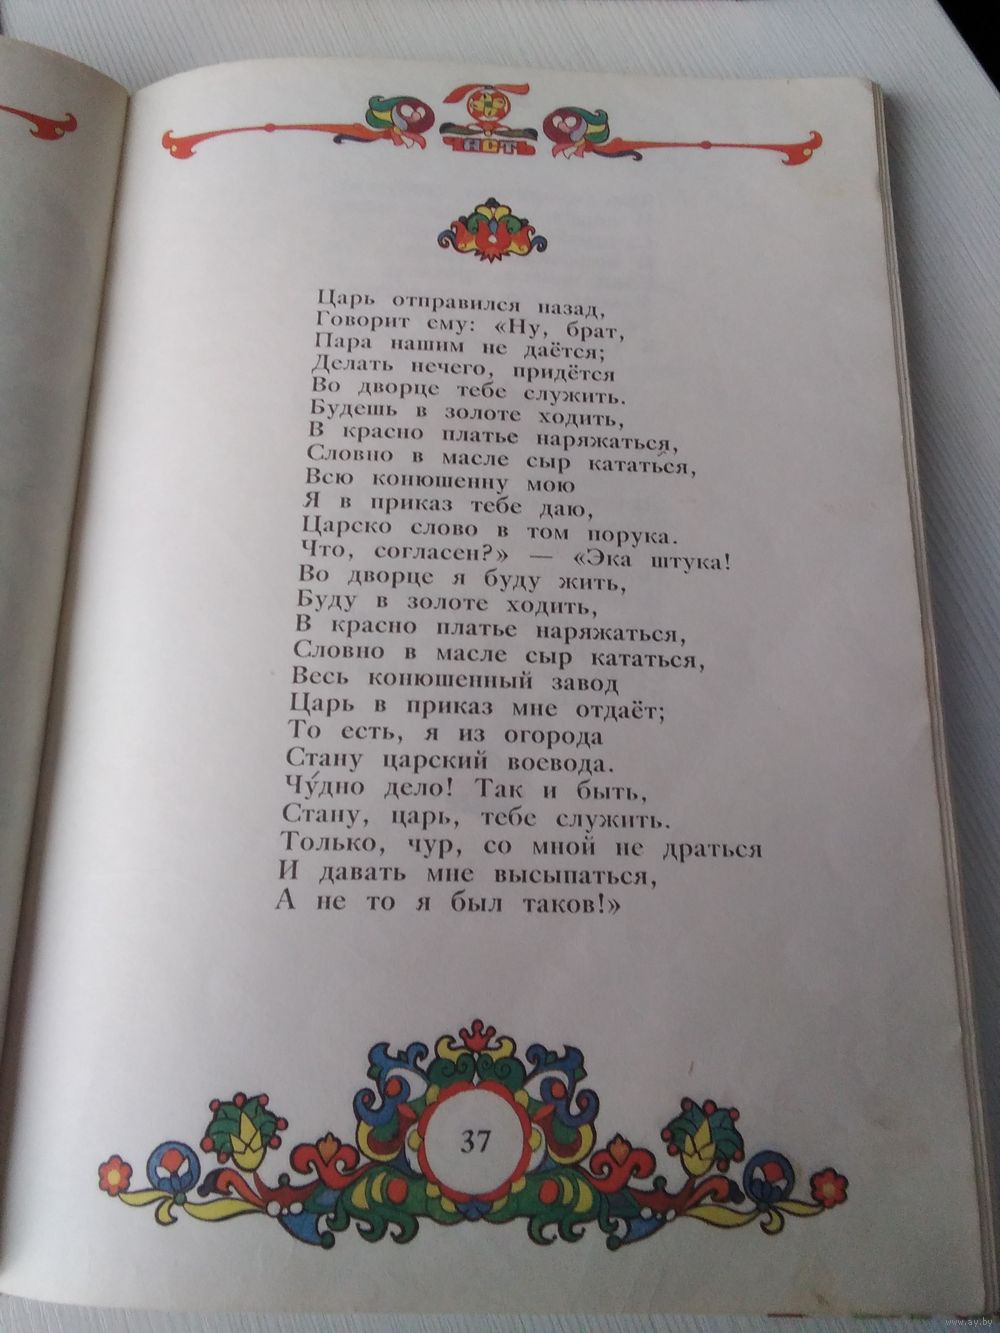 АСТ
Царь отправился назад,
Говорит ему: «Ну, брат,
Пара нашим не даётся;
Делать нечего, придётся
Во дворце тебе служить.
Будешь в золоте ходить,
В красно платье наряжаться,
Словно в масле сыр кататься,
Всю конюшенну мою
Я в приказ тебе даю,
Царско слово в том порука.
Что, согласен?» — «Эка штука!
Во дворце я буду жить,
Буду в золоте ходить,
В красно платье наряжаться,
Словно в масле сыр кататься,
Весь конюшенный завод
Царь в приказ мне отдаёт;
То есть, я из огорода
Стану царский воевода.
Чу́дно дело! Так и быть,
Стану, царь, тебе служить.
Только, чур, со мной не драться
И давать мне высыпаться,
А не то я был таков!»
37
www.ay.by